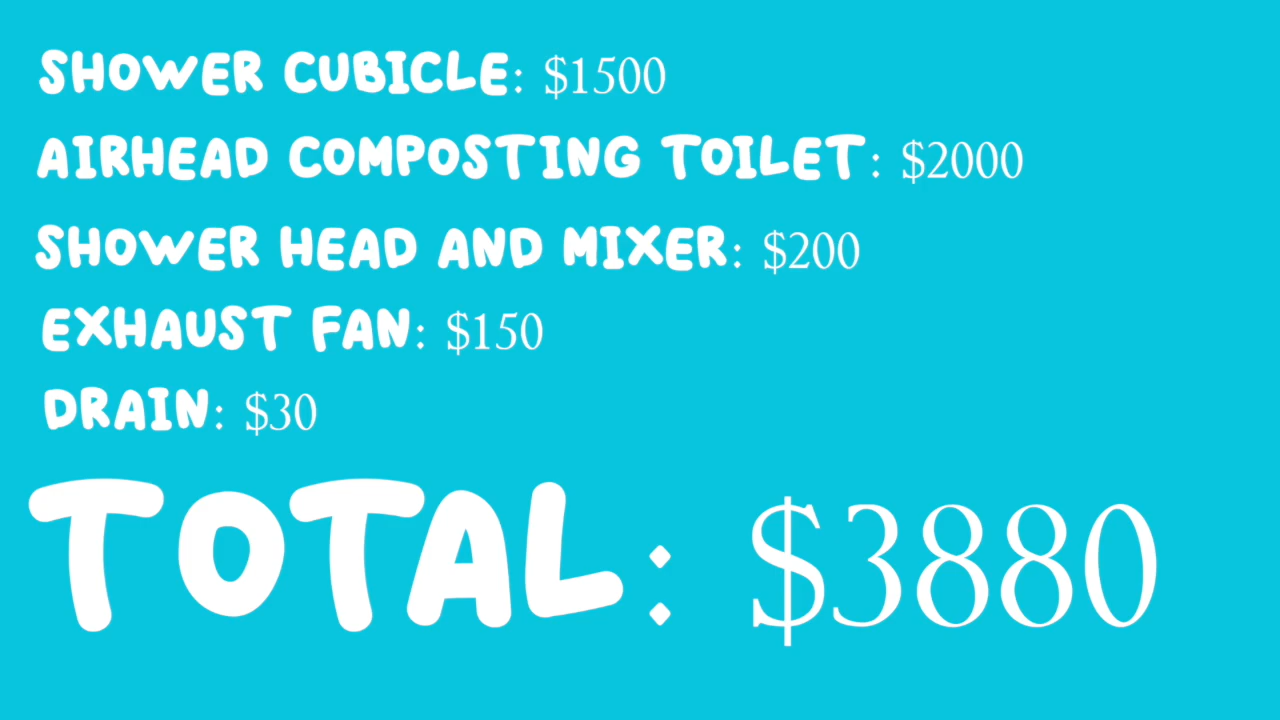 SHOWER CUBICLE: $1500
AIRHEAD COMPOSTING TOILET: $2000
SHOWER HEAD AND MIXER: $200
EXHAUST FAN: $150
DRAIN: $30
TOTAL: $3880